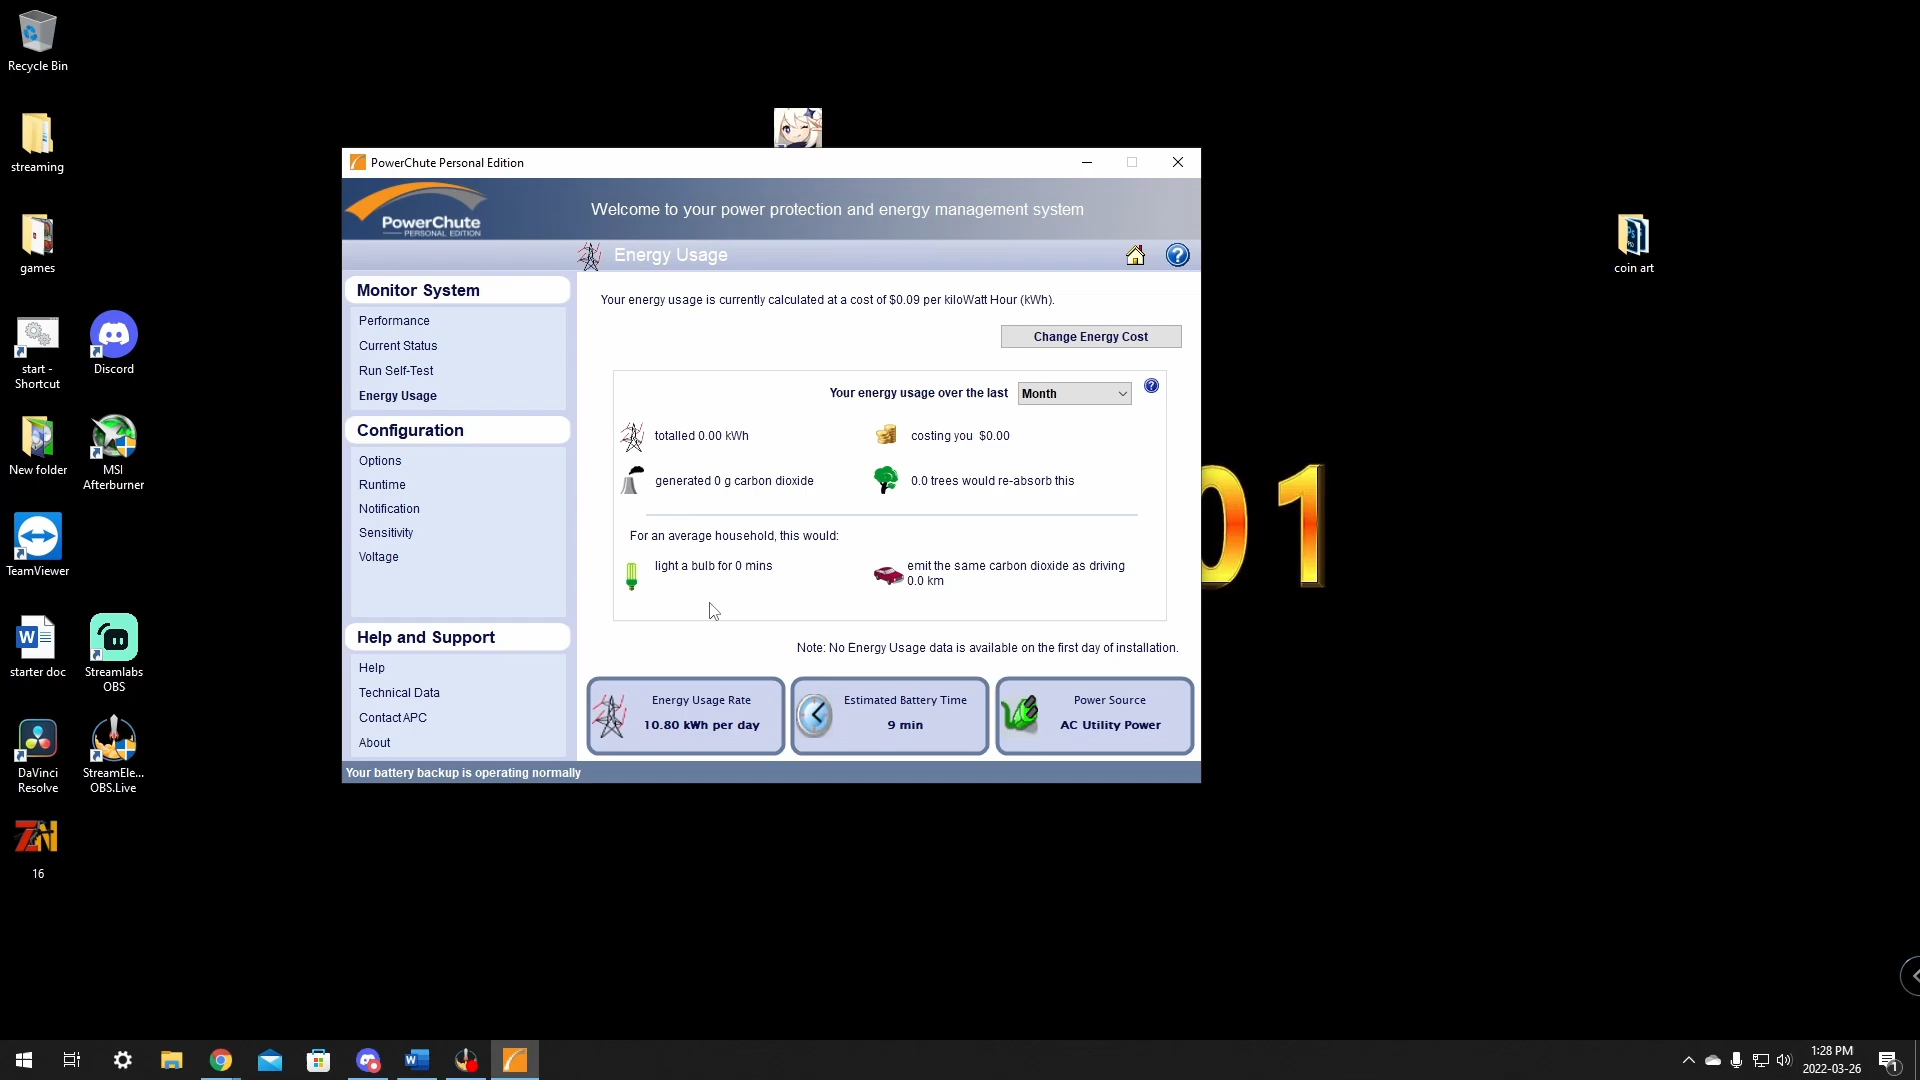 Recycle Bin
streaming
games
start -
Shortcut
Discord
New folder
MSI
Afterburner
TeamViewer
starter doc
Streamlabs
OBS
DaVinci
Resolve
StreamEle...
OBS.Live
16
coin art
01
PowerChute Personal Edition
PowerChute
PERSONAL EDITION
Welcome to your power protection and energy management system
Energy Usage
Monitor System
Performance
Current Status
Run Self-Test
Energy Usage
Configuration
Options
Runtime
Notification
Sensitivity
Voltage
Help and Support
Help
Technical Data
Contact APC
About
Your energy usage is currently calculated at a cost of $0.09 per kiloWatt Hour (kWh).
Change Energy Cost
Your energy usage over the last Month
totalled 0.00 kWh
costing you $0.00
generated 0 g carbon dioxide
0.0 trees would re-absorb this
For an average household, this would:
light a bulb for 0 mins
emit the same carbon dioxide as driving
0.0 km
Note: No Energy Usage data is available on the first day of installation.
Energy Usage Rate
10.80 kWh per day
Estimated Battery Time
9 min
Power Source
AC Utility Power
Your battery backup is operating normally
1:28 PM
2022-03-26
1